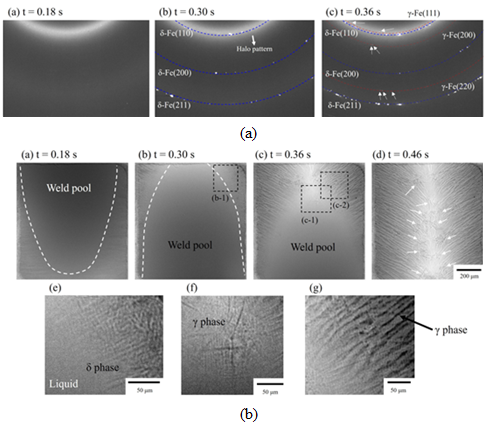 (a) t = 0.18 s
(b) t = 0.30 s
(c) t = 0.36 s
γ-Fe(111)
δ-Fe(110)
Halo pattern
δ-Fe(200)
δ-Fe(211)
δ-Fe(110)
γ-Fe(200)
δ-Fe(200)
γ-Fe(220)
δ-Fe(211)
(a)
(a) t = 0.18 s
(b) t = 0.30 s
(c) t = 0.36 s
(d) t = 0.46 s
Weld pool
(b-1)
Weld pool
(c-2)
(c-1)
Weld pool
200 μm
(e)
(f)
(g)
δ phase
Liquid
50 μm
γ phase
50 μm
γ phase
50 μm
(b)